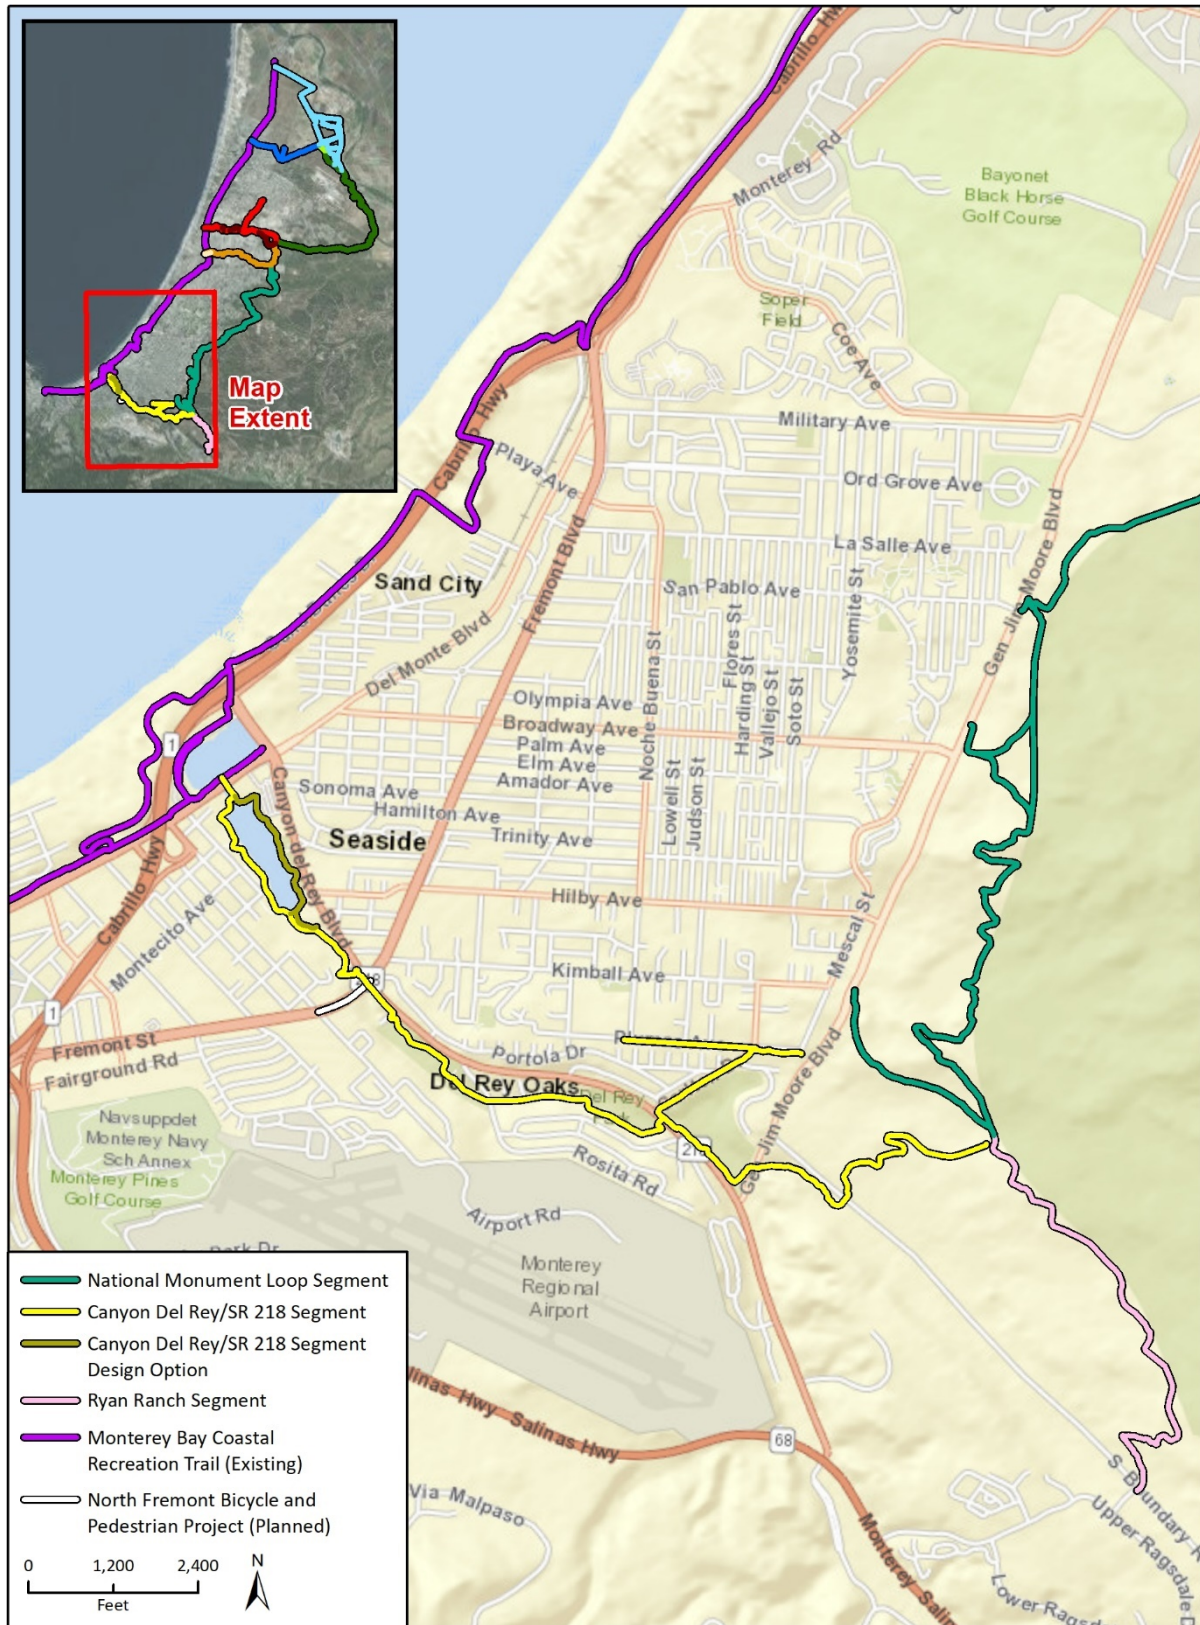 Map
Extent
Cabrillo Hwy
Monterey Rd
Bayonet
Black Horse
Golf Course
Soper
Field
Coe Ave
Cabrillo Hwy
Military Ave
Playa Ave
Ord Grove Ave
Gen Jim Moore Blvd
La Salle Ave
Fremont Blvd
Sand City
San Pablo Ave
Yosemite St
Flores St
Del Monte Blvd
Noche Buena St
Harding St
Vallejo St
Soto St
Olympia Ave
Broadway Ave
Palm Ave
Elm Ave
Amador Ave
1
Sonoma Ave
Hamilton Ave
Trinity Ave
Lowell St
Judson St
Canyon del Rey Blvd
Seaside
Cabrillo Hwy
Hilby Ave
Montecito Ave
Mescal St
Kimball Ave
218
1
Fremont St
Fairground Rd
Portola Dr
Gen Jim Moore Blvd
Del Rey Oaks
Del Rey
Park
Navsuppdet
Monterey Navy
Sch Annex
Monterey Pines
Golf Course
218
Rosita Rd
Airport Rd
Park Dr
Monterey
Regional
Airport
National Monument Loop Segment
Canyon Del Rey/SR 218 Segment
Canyon Del Rey/SR 218 Segment
Design Option
Ryan Ranch Segment
Monterey Bay Coastal
Recreation Trail (Existing)
North Fremont Bicycle and
Pedestrian Project (Planned)
0 1,200 2,400
Feet
N
Salinas Hwy
68
Via Malpaso
Monterey Salin
S Boundary R
Upper Ragsdale D
Lower Ragsd